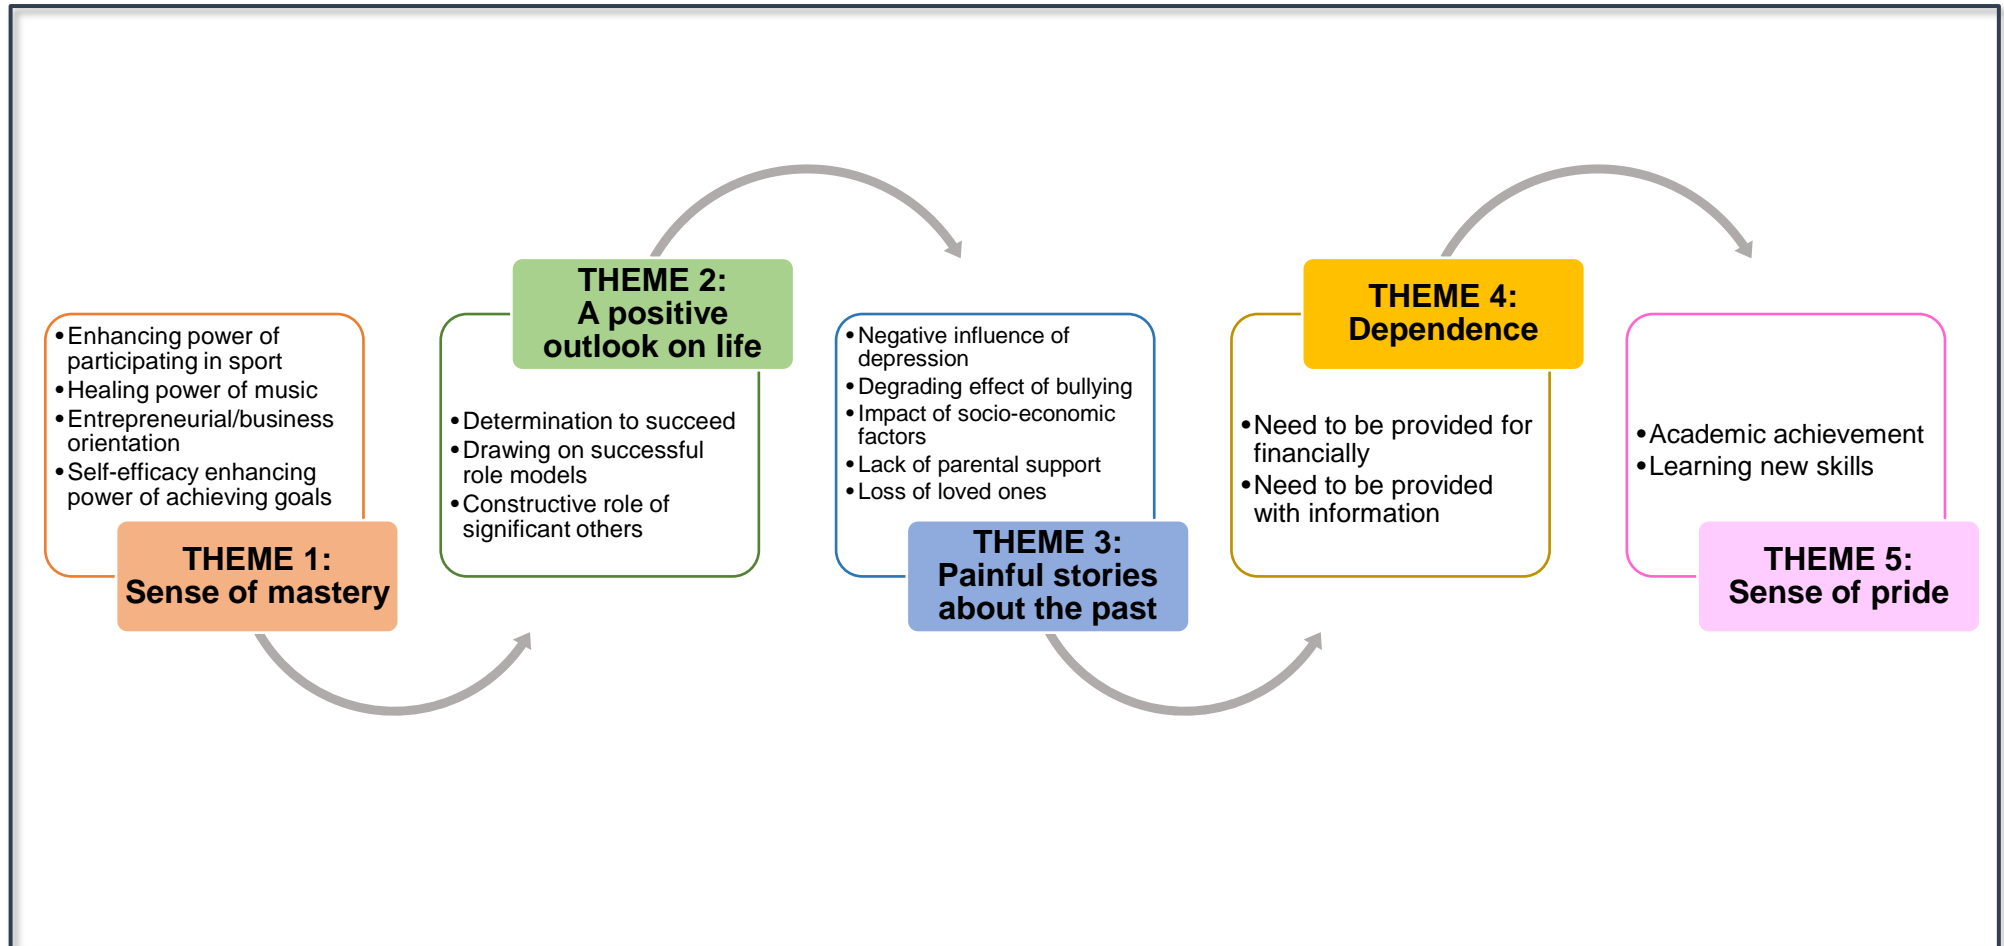 •Enhancing power of
participating in sport
•Healing power of music
•Entrepreneurial/business
orientation
•Self-efficacy enhancing
power of achieving goals
THEME 1:
Sense of mastery
THEME 2:
A positive
outlook on life
•Determination to succeed
•Drawing on successful
role models
•Constructive role of
significant others
•Negative influence of
depression
•Degrading effect of bullying
•Impact of socio-economic
factors
•Lack of parental support
•Loss of loved ones
THEME 3:
Painful stories
about the past
THEME 4:
Dependence
•Need to be provided for
financially
•Need to be provided
with information
•Academic achievement
•Learning new skills
THEME 5:
Sense of pride